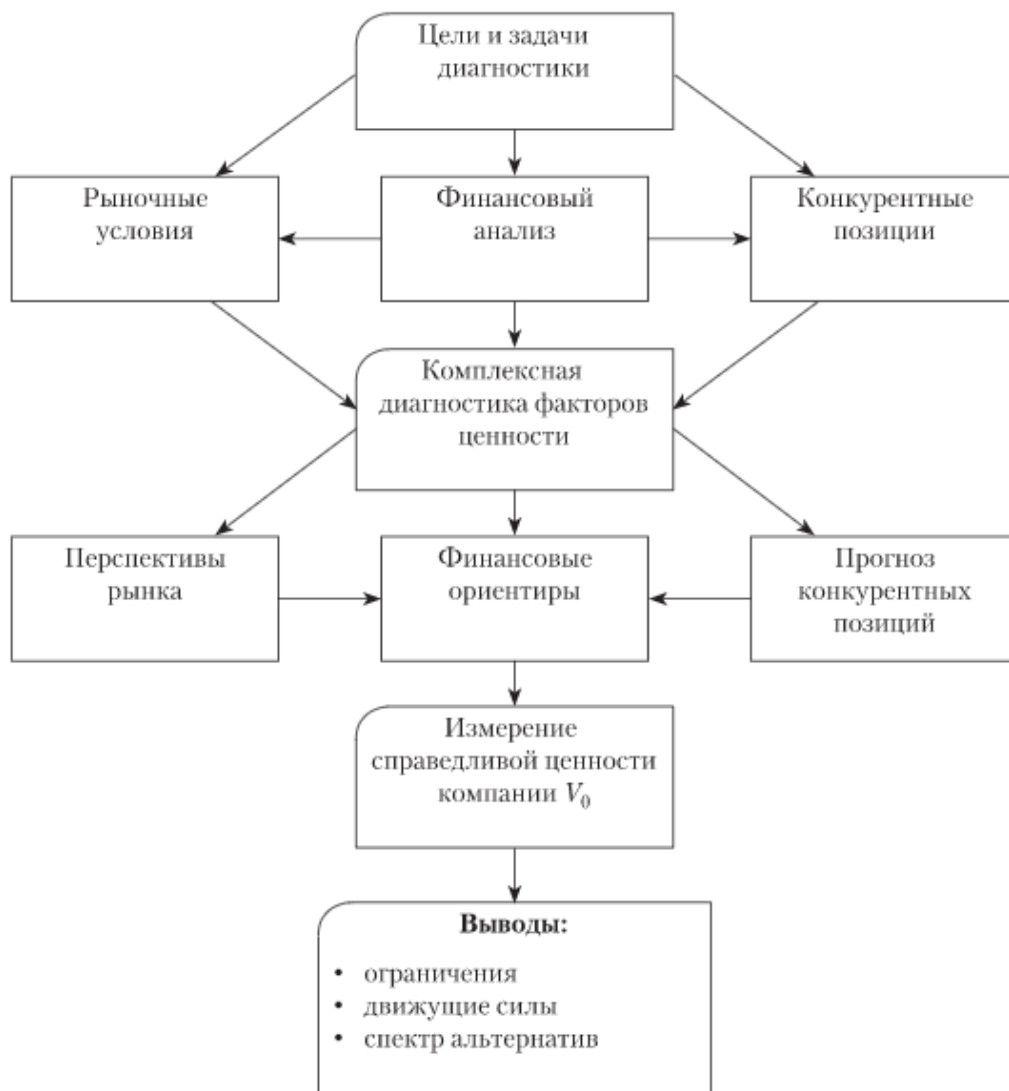 Цели и задачи
диагностики
Рыночные
условия
Финансовый
анализ
Конкурентные
позиции
Комплексная
диагностика факторов
ценности
Перспективы
рынка
Финансовые
ориентиры
Прогноз
конкурентных
позиций
Измерение
справедливой ценности
компании V₀
Выводы:
• ограничения
• движущие силы
• спектр альтернатив